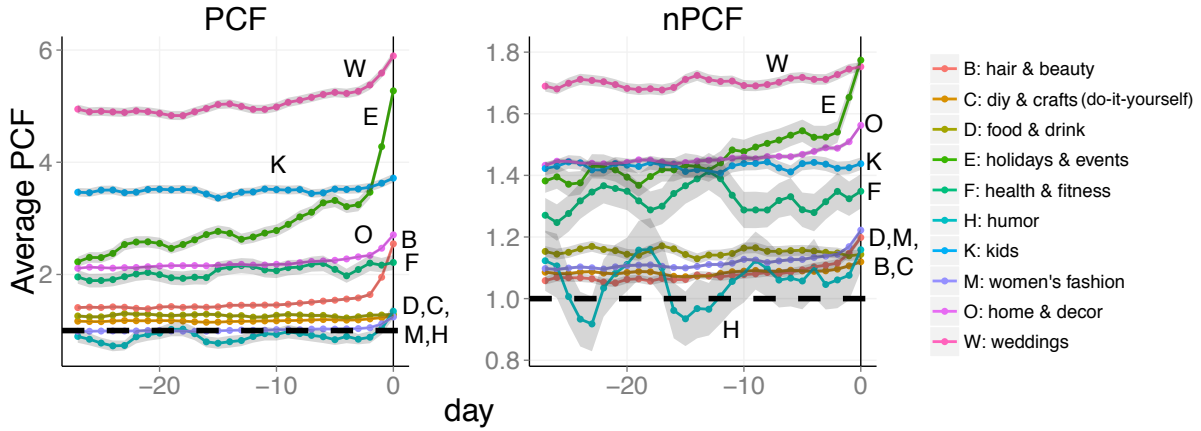 PCF
nPCF
Average PCF
6
4
2
W
E
K
O
B
F
D,C,
M,H
−20
−10
0
1.8
1.6
1.4
1.2
1.0
0.8
W
E
O
K
F
D,M,
B,C
H
−20
−10
0
day
B: hair & beauty
C: diy & crafts (do-it-yourself)
D: food & drink
E: holidays & events
F: health & fitness
H: humor
K: kids
M: women's fashion
O: home & decor
W: weddings